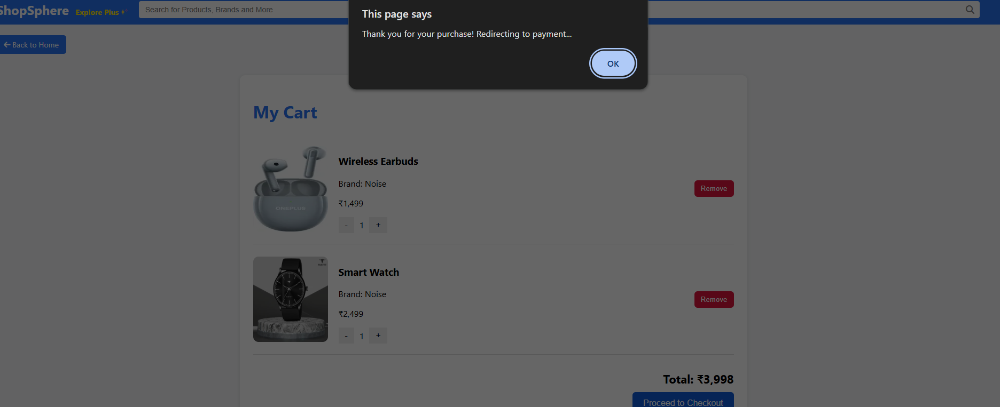 ShopSphere
Explore Plus
Search for Products, Brands and More
This page says
Thank you for your purchase! Redirecting to payment...
OK
Back to Home
My Cart
ONEPLUS
Wireless Earbuds
Brand: Noise
₹1,499
- 1 +
Remove
Smart Watch
Brand: Noise
₹2,499
- 1 +
Remove
Total: ₹3,998
Proceed to Checkout